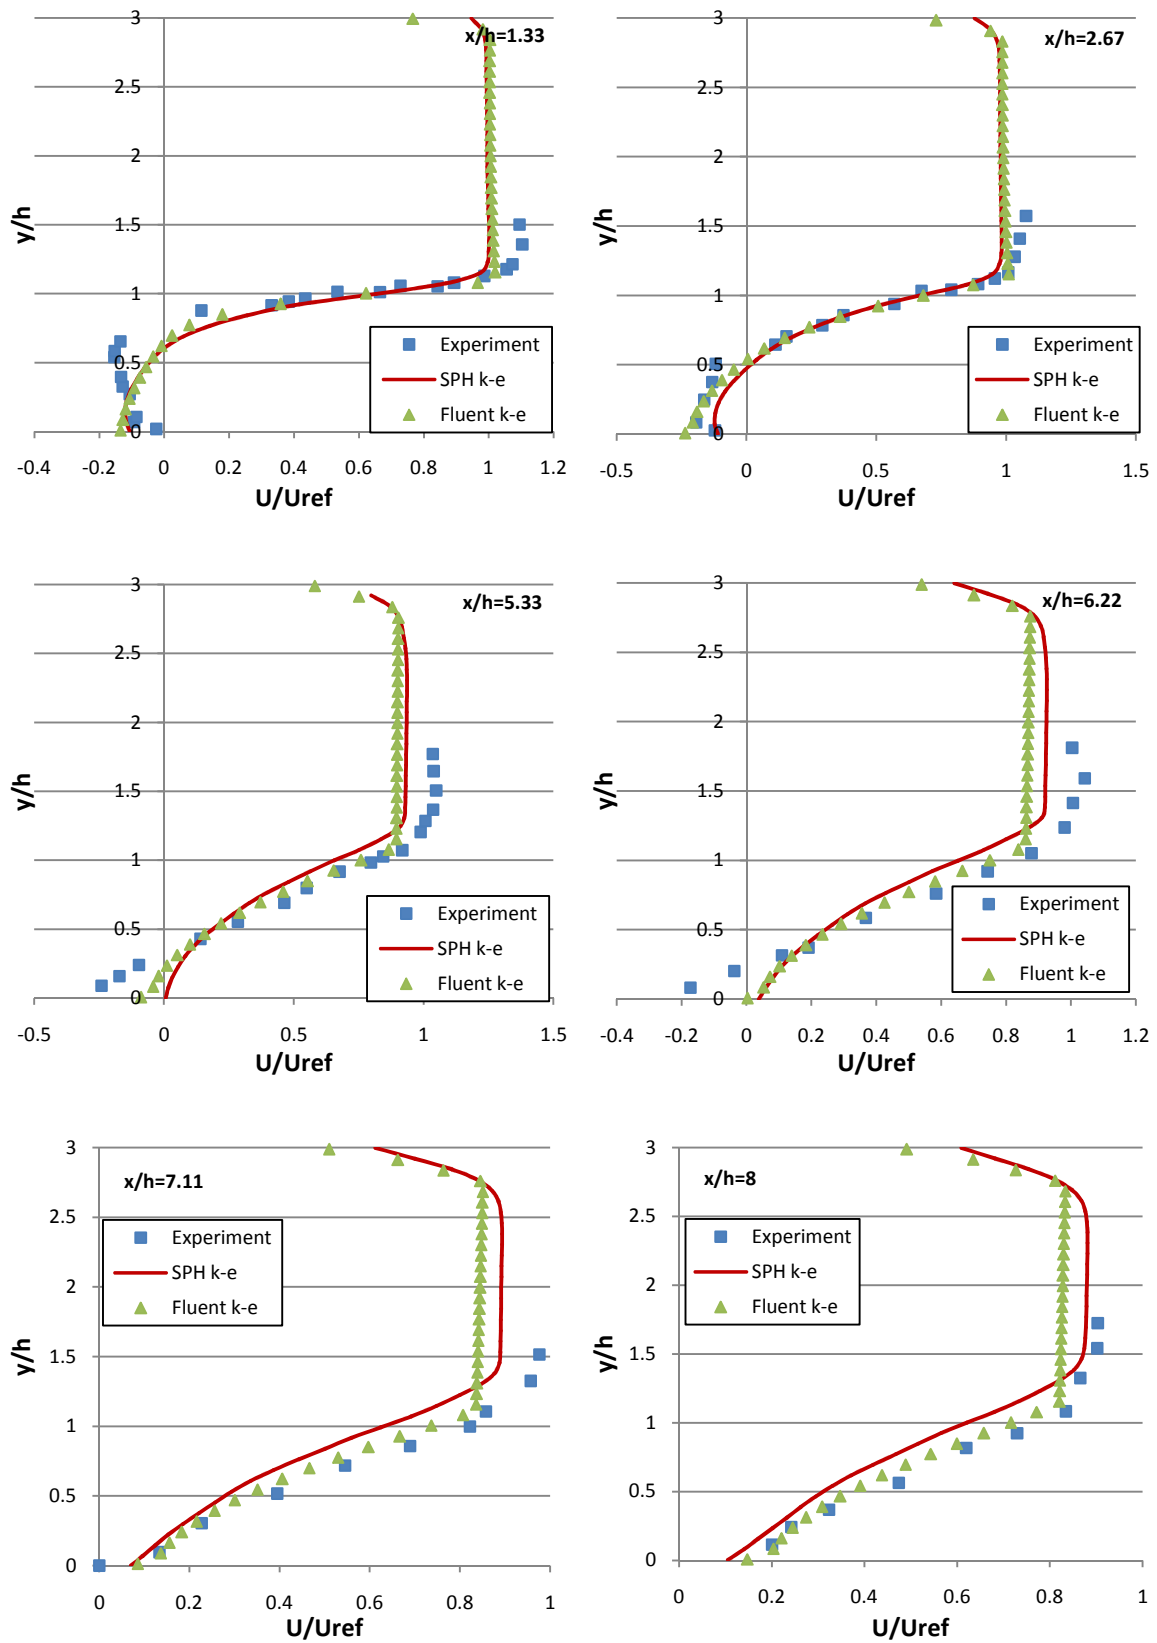 x/h=1.33
3
2.5
2
1.5
1
0.5
0
y/h
-0.4
-0.2
0
0.2
0.4
0.6
0.8
1
1.2
U/Uref
Experiment
SPH k-e
Fluent k-e
x/h=2.67
3
2.5
2
1.5
1
0.5
0
y/h
-0.5
0
0.5
1
1.5
U/Uref
Experiment
SPH k-e
Fluent k-e
x/h=5.33
3
2.5
2
1.5
1
0.5
0
y/h
-0.5
0
0.5
1
1.5
U/Uref
Experiment
SPH k-e
Fluent k-e
x/h=6.22
3
2.5
2
1.5
1
0.5
0
y/h
-0.4
-0.2
0
0.2
0.4
0.6
0.8
1
1.2
U/Uref
Experiment
SPH k-e
Fluent k-e
x/h=7.11
3
2.5
2
1.5
1
0.5
0
y/h
0
0.2
0.4
0.6
0.8
1
U/Uref
Experiment
SPH k-e
Fluent k-e
x/h=8
3
2.5
2
1.5
1
0.5
0
y/h
0
0.2
0.4
0.6
0.8
1
U/Uref
Experiment
SPH k-e
Fluent k-e